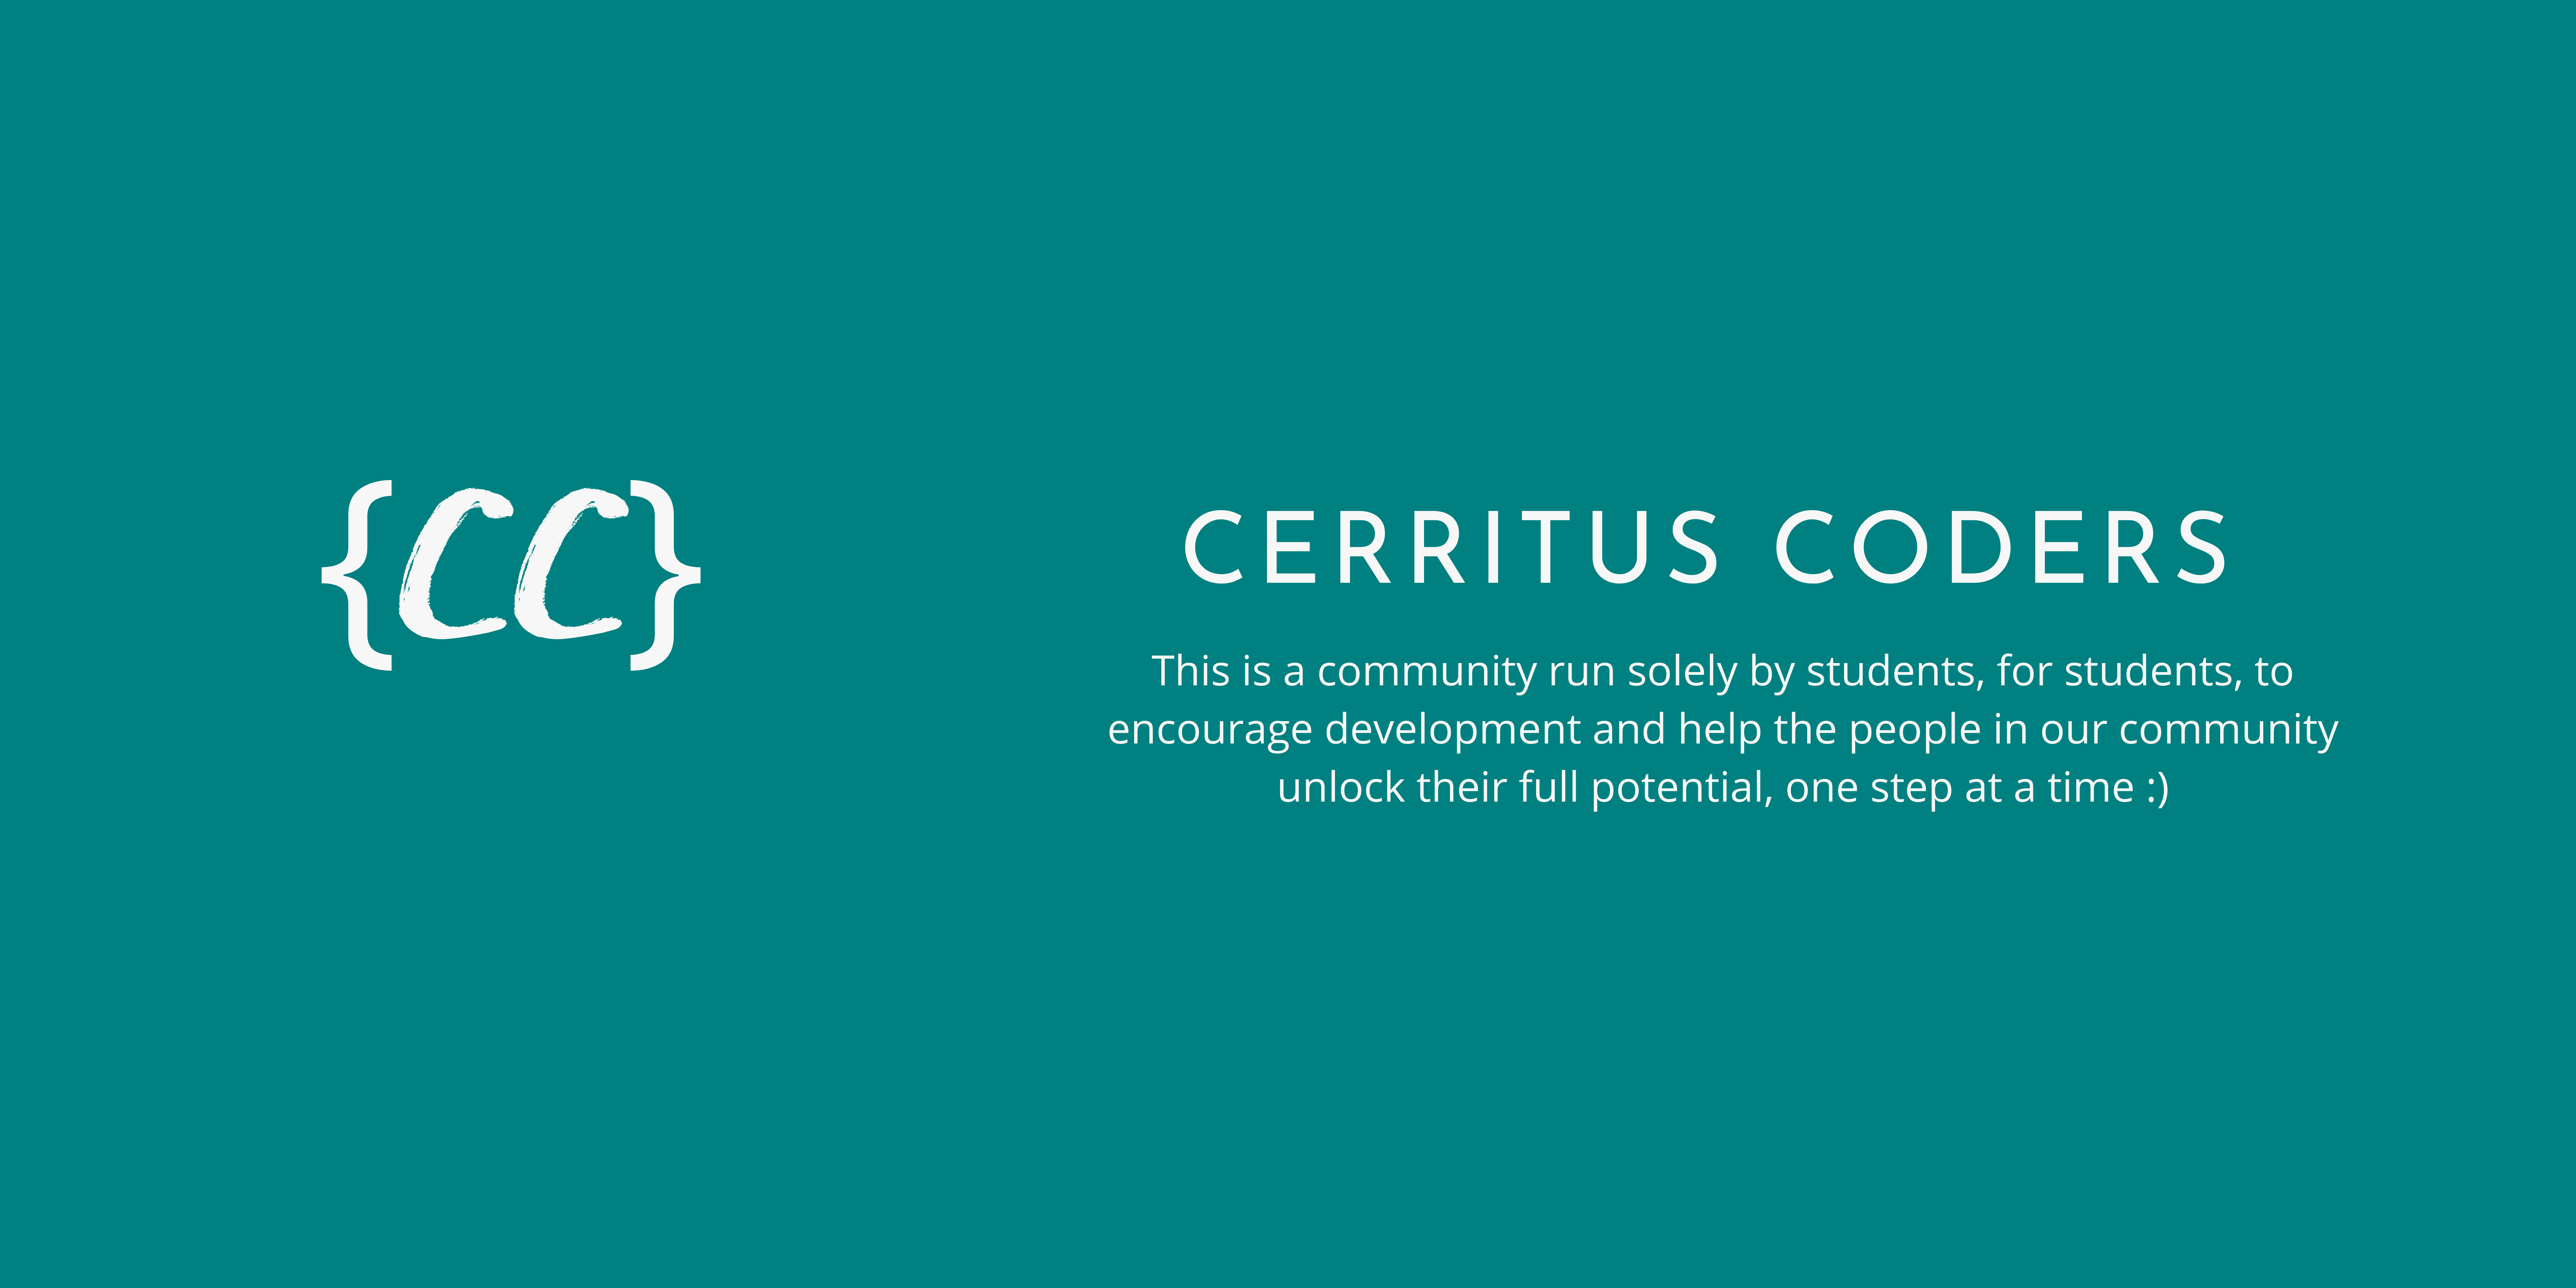 {CC}
CERRITUS CODERS
This is a community run solely by students, for students, to
encourage development and help the people in our community
unlock their full potential, one step at a time :)